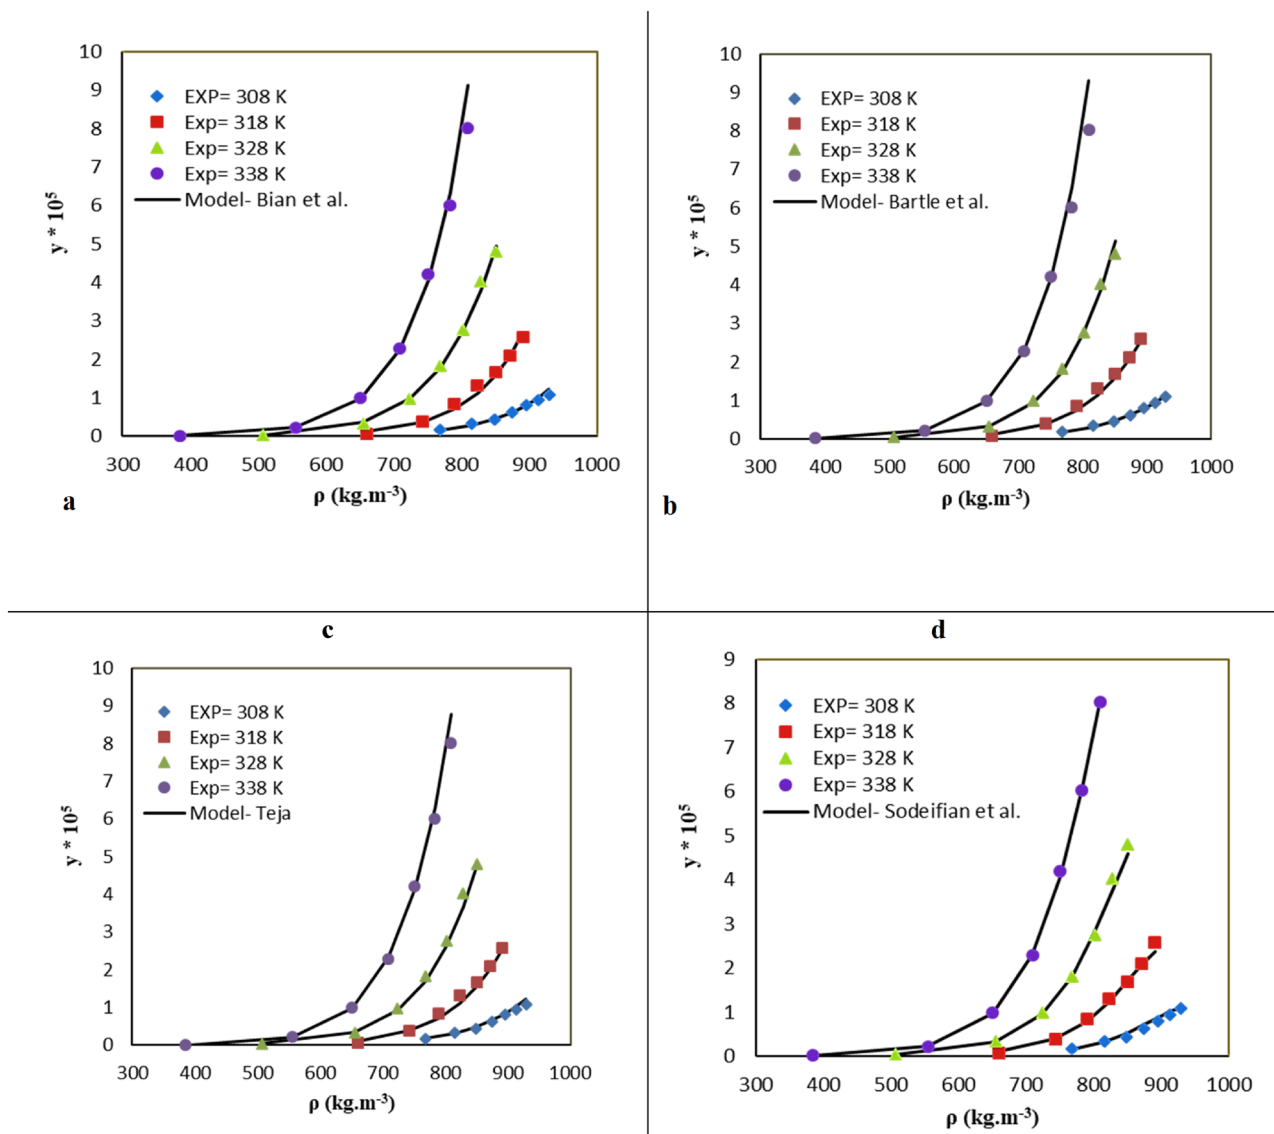 10
9
8
7
6
5
4
3
2
1
0
y * 10⁵
EXP= 308 K
Exp= 318 K
Exp= 328 K
Exp= 338 K
Model- Bian et al.
300 400 500 600 700 800 900 1000
ρ (kg.m⁻³)
a
10
9
8
7
6
5
4
3
2
1
0
y * 10⁵
EXP= 308 K
Exp= 318 K
Exp= 328 K
Exp= 338 K
Model- Bartle et al.
300 400 500 600 700 800 900 1000
ρ (kg.m⁻³)
b
c
10
9
8
7
6
5
4
3
2
1
0
y * 10⁵
EXP= 308 K
Exp= 318 K
Exp= 328 K
Exp= 338 K
Model- Teja
300 400 500 600 700 800 900 1000
ρ (kg.m⁻³)
d
9
8
7
6
5
4
3
2
1
0
y * 10⁵
EXP= 308 K
Exp= 318 K
Exp= 328 K
Exp= 338 K
Model- Sodeifian et al.
300 400 500 600 700 800 900 1000
ρ (kg.m⁻³)